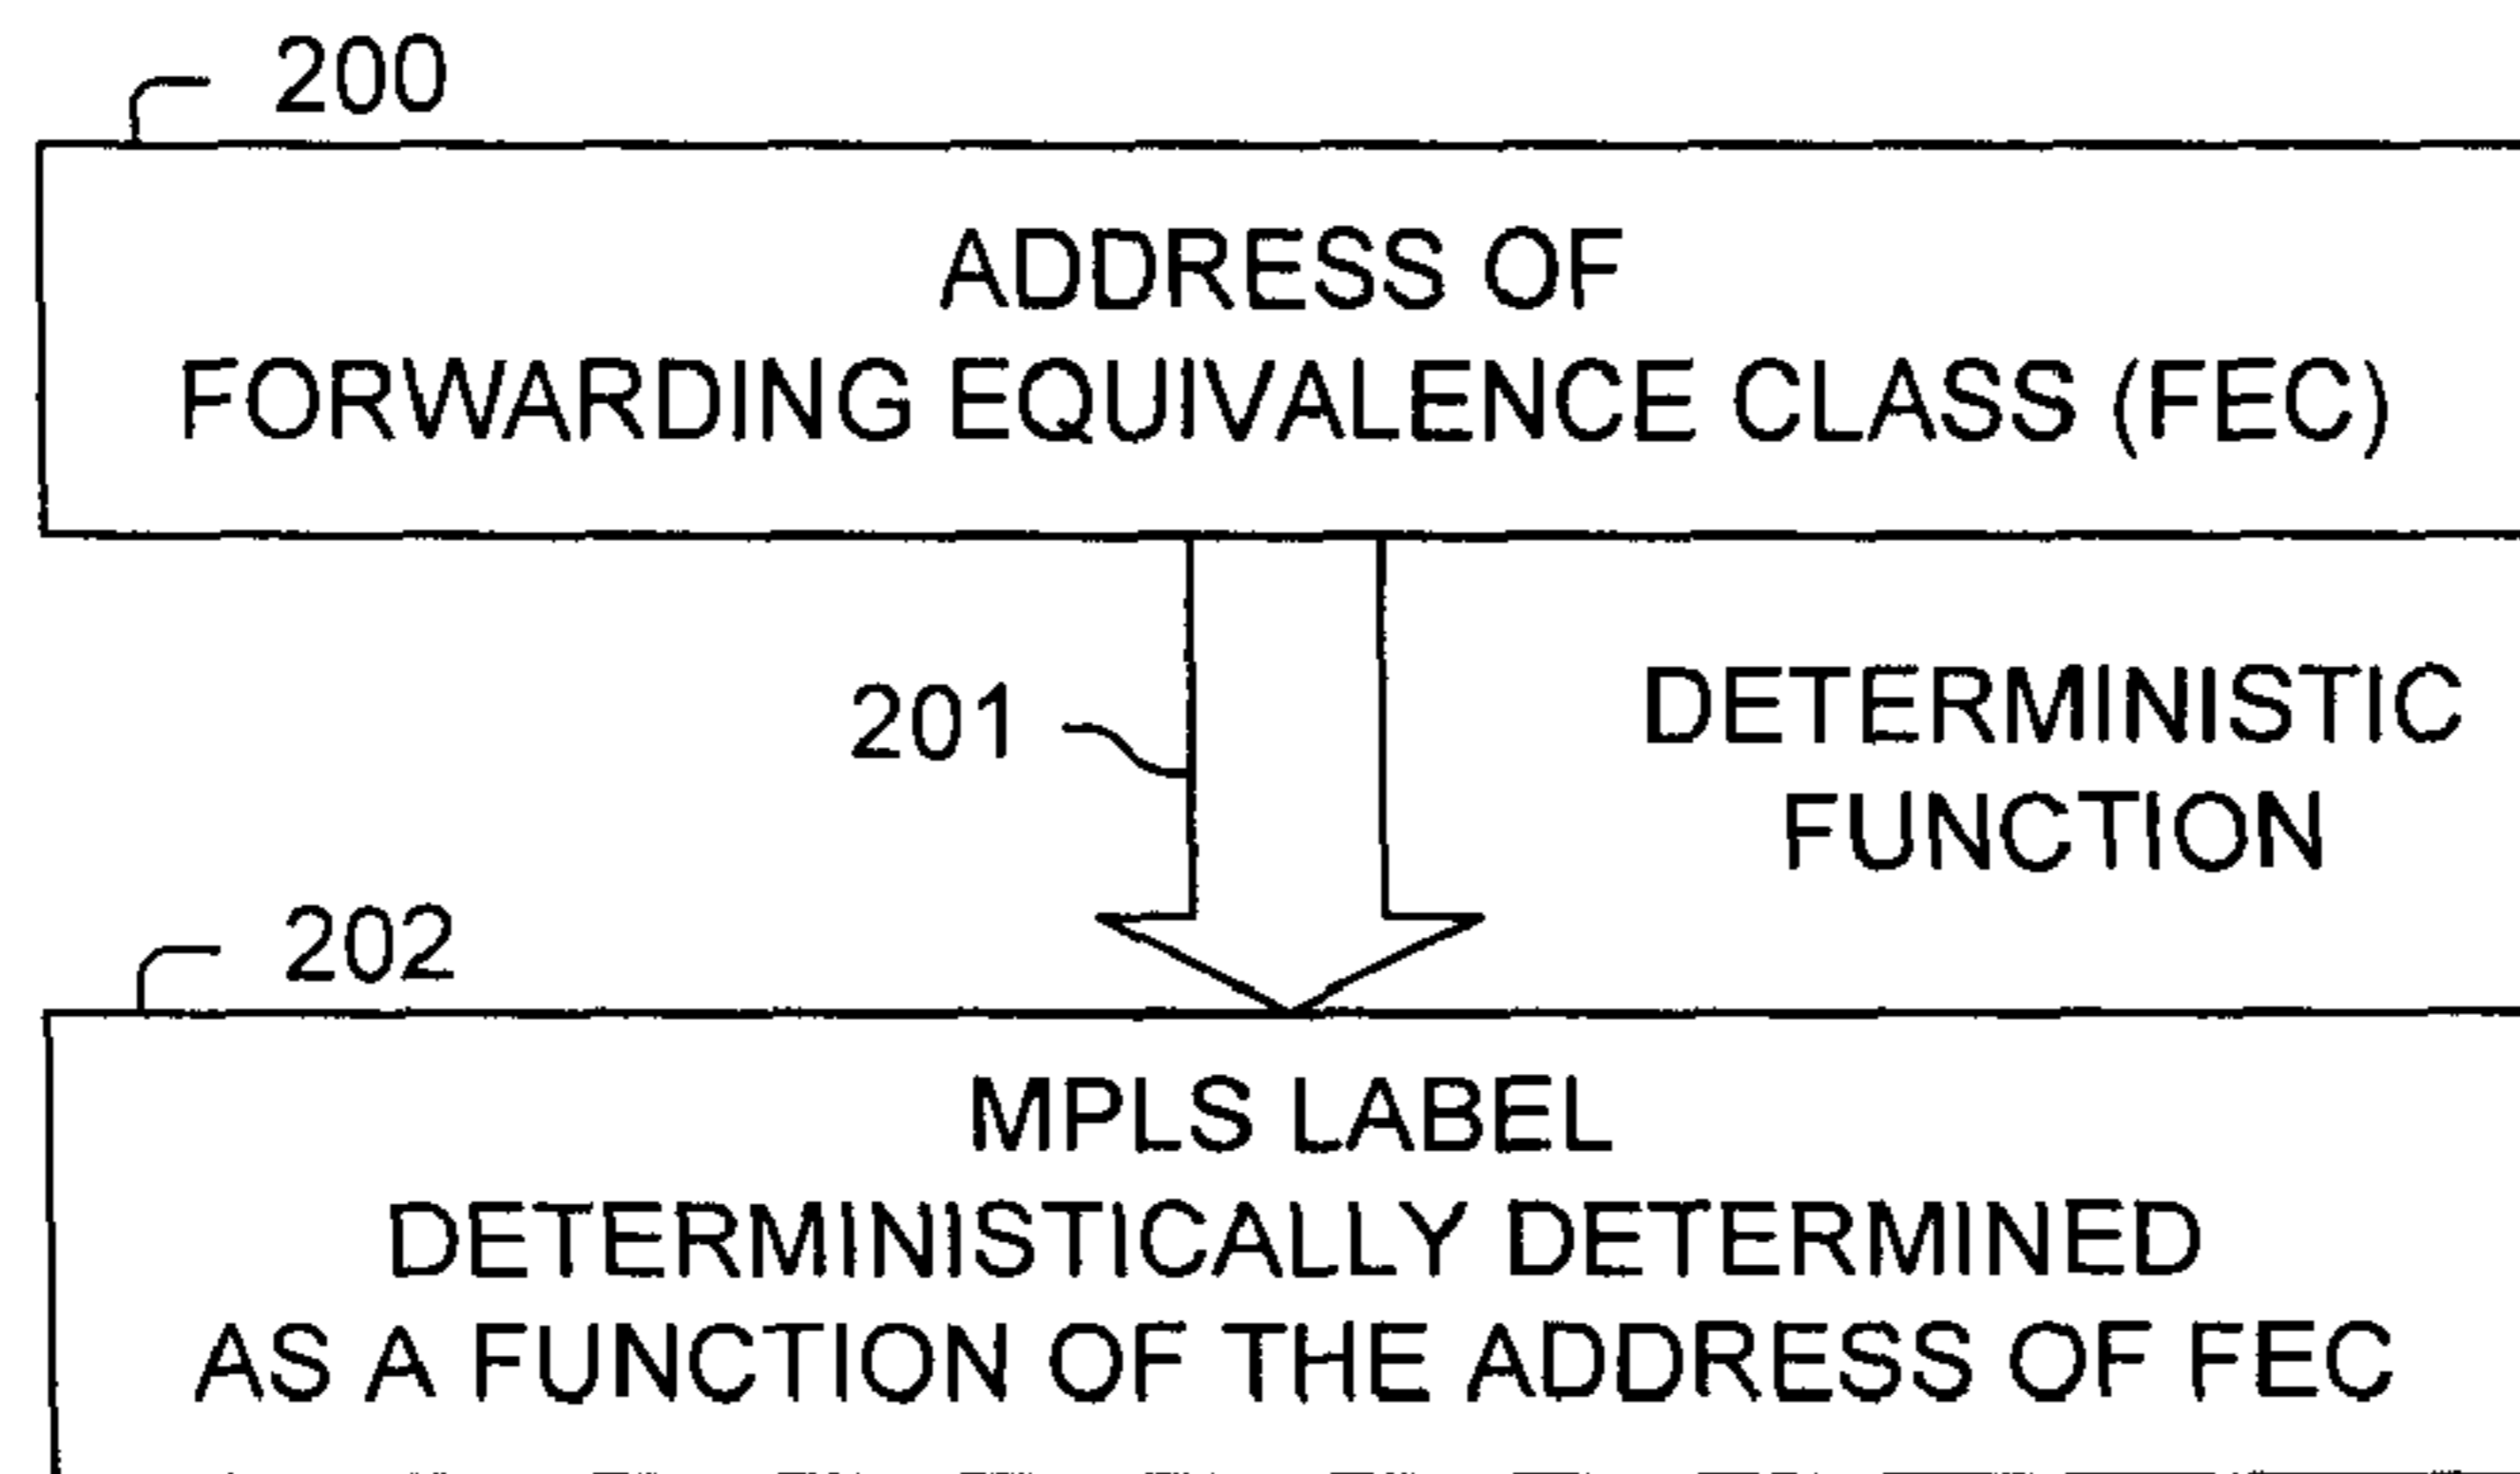 200
ADDRESS OF
FORWARDING EQUIVALENCE CLASS (FEC)
201
DETERMINISTIC
FUNCTION
202
MPLS LABEL
DETERMINISTICALLY DETERMINED
AS A FUNCTION OF THE ADDRESS OF FEC